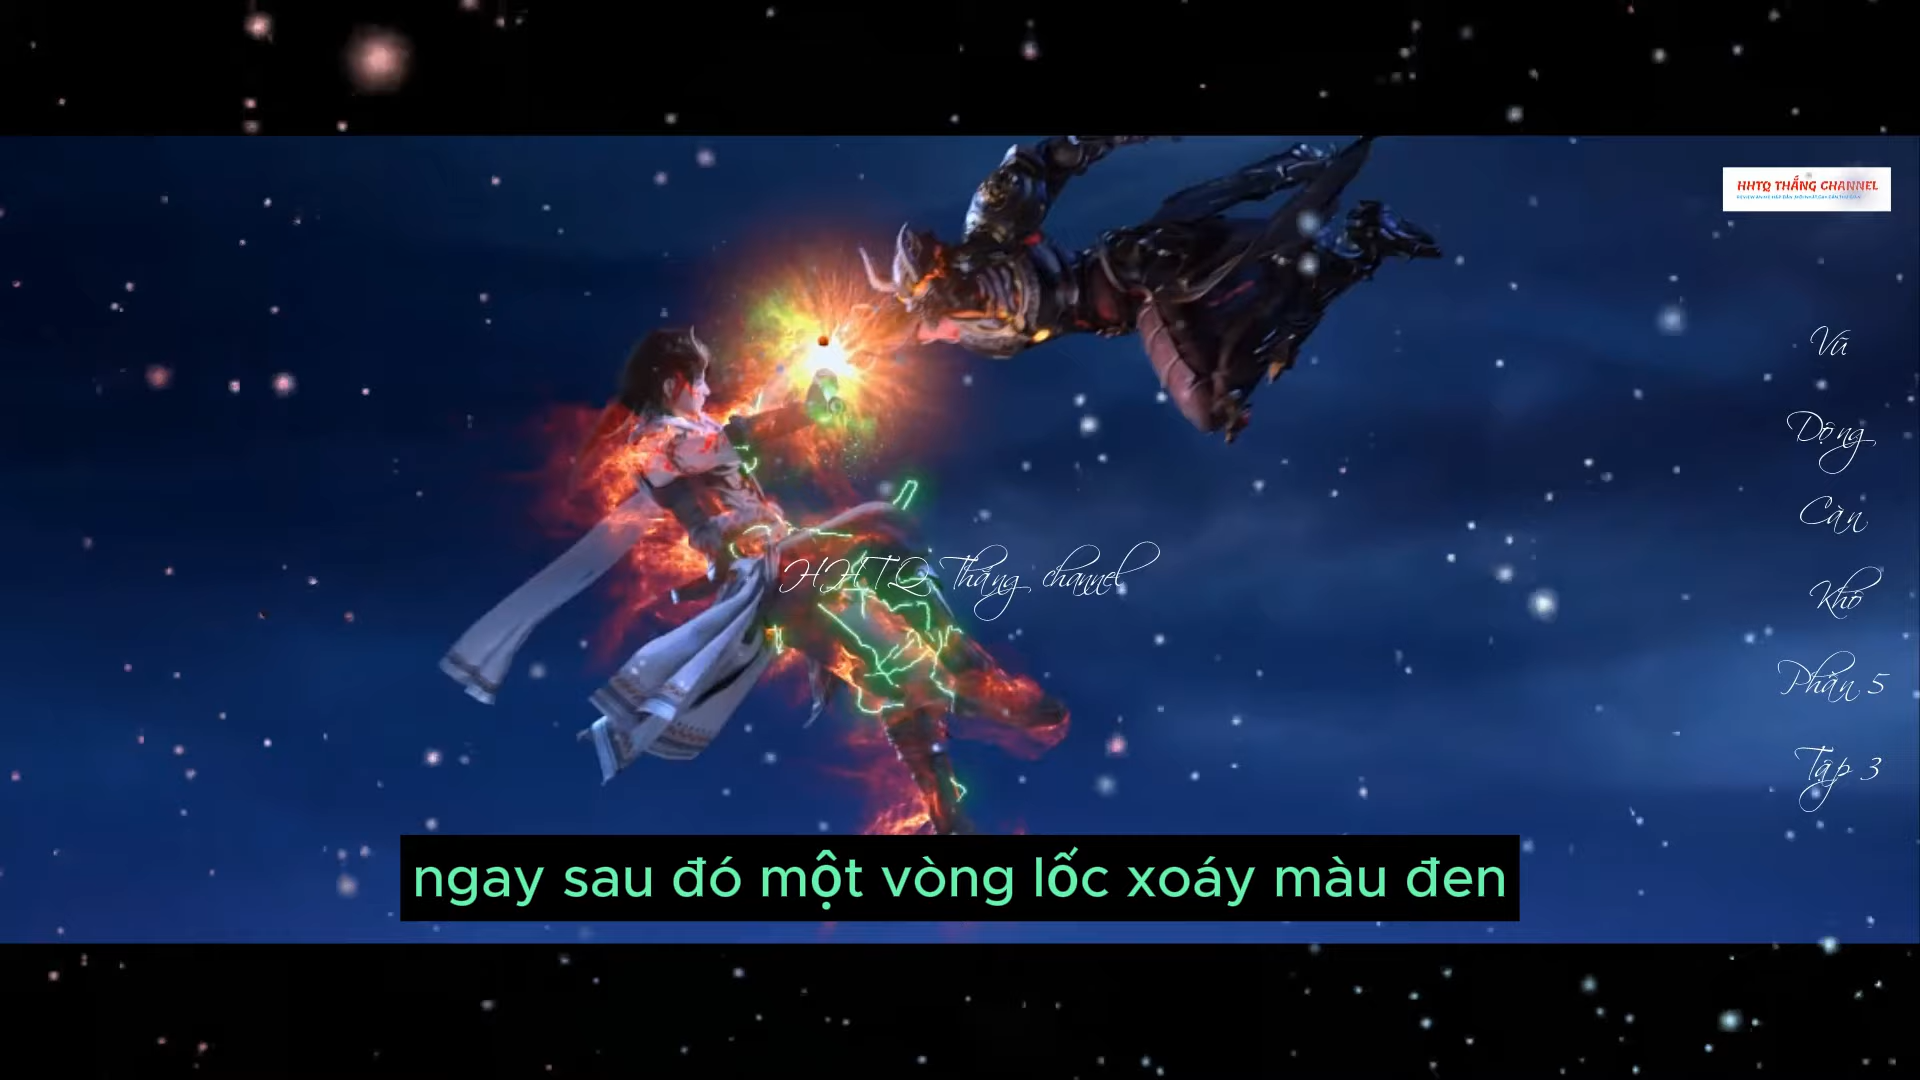 HHTQ THẮNG CHANNEL
Vũ
Động
Càn
Khô
Phần 5
Tập 3
HHTQ Thắng channel
ngay sau đó một vòng lốc xoáy màu đen